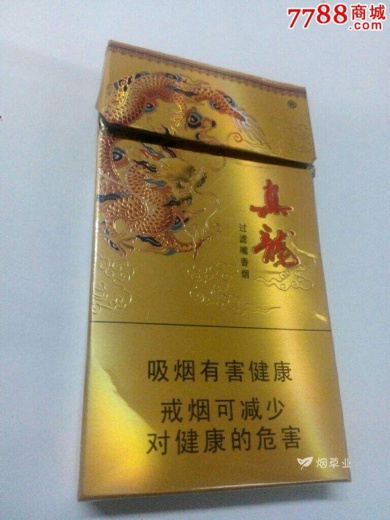 7788商城
.com
真龍
过滤嘴香烟
吸烟有害健康
戒烟可减少
对健康的危害
烟草业